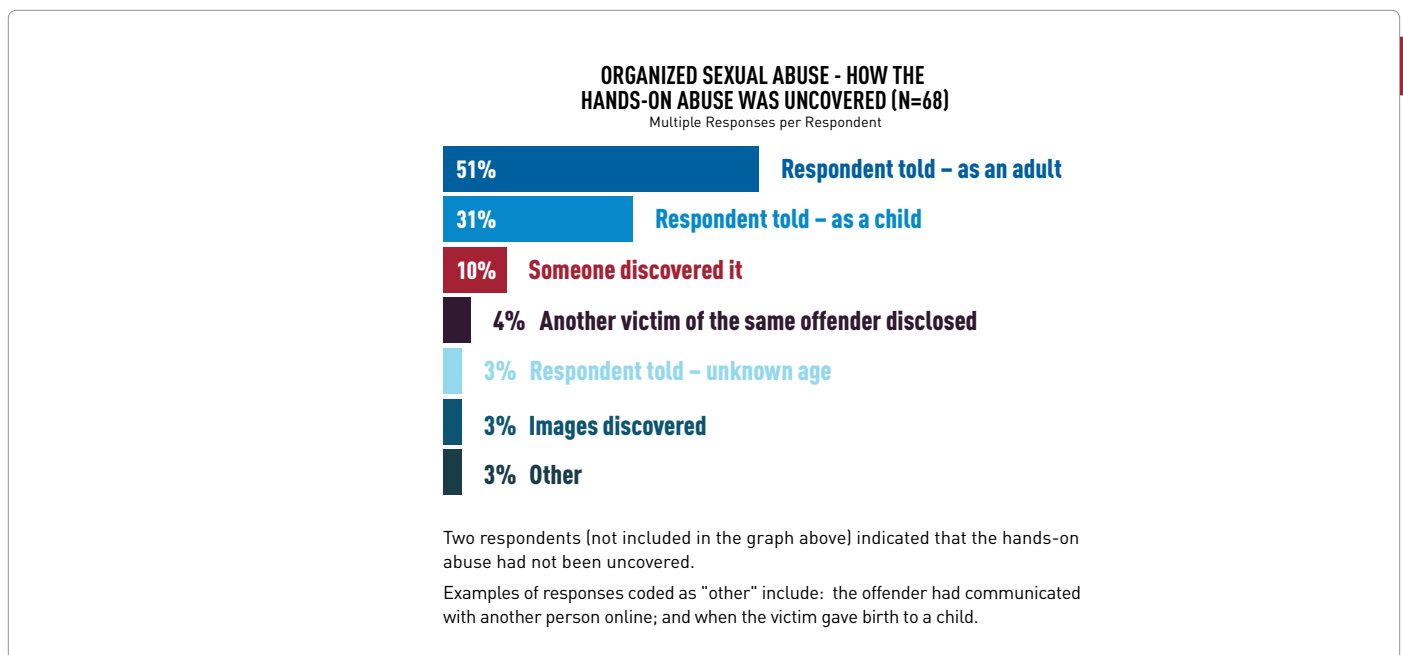 ORGANIZED SEXUAL ABUSE - HOW THE
HANDS-ON ABUSE WAS UNCOVERED (N=68)
Multiple Responses per Respondent
51% Respondent told – as an adult
31% Respondent told – as a child
10% Someone discovered it
4% Another victim of the same offender disclosed
3% Respondent told – unknown age
3% Images discovered
3% Other
Two respondents (not included in the graph above) indicated that the hands-on
abuse had not been uncovered.
Examples of responses coded as "other" include: the offender had communicated
with another person online; and when the victim gave birth to a child.